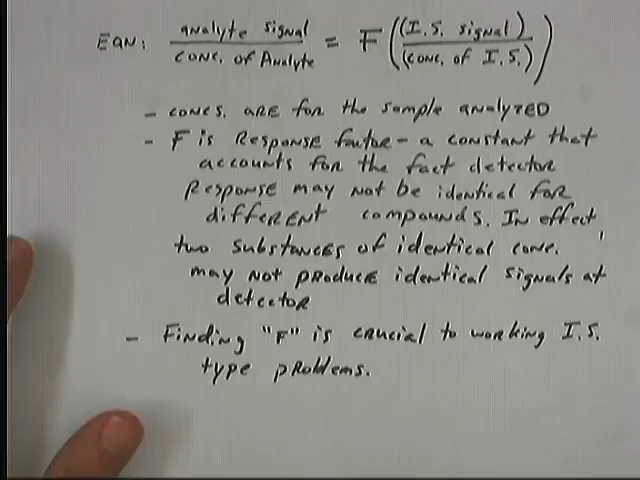 EQN: analyte signal / conc. of Analyte = F ( (I.S. signal) / (conc. of I.S.) )
- concs. are for the sample analyzed
- F is Response factor - a constant that
accounts for the fact detector
Response may not be identical for
different compounds. In effect,
two substances of identical conc.
may not produce identical signals at
detector
- Finding "F" is crucial to working I.S.
type problems.